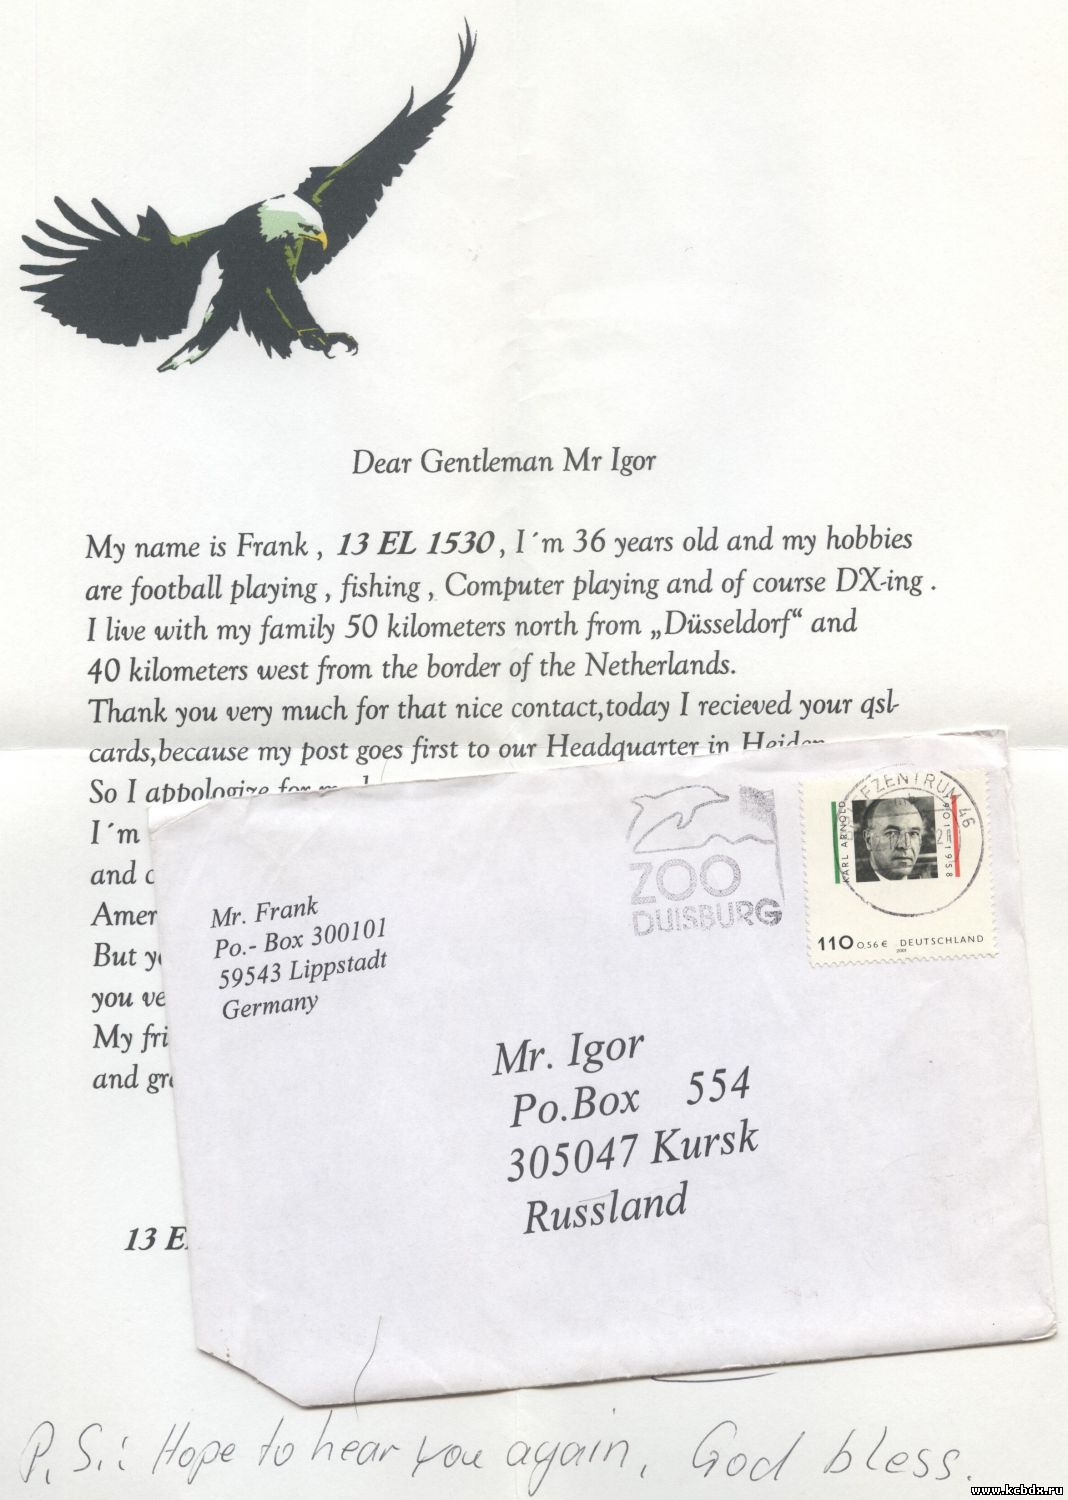 Dear Gentleman Mr Igor
My name is Frank , 13 EL 1530 , I´m 36 years old and my hobbies
are football playing , fishing , Computer playing and of course DX-ing .
I live with my family 50 kilometers north from „Düsseldorf“ and
40 kilometers west from the border of the Netherlands.
Thank you very much for that nice contact,today I recieved your qsl-
cards,because my post goes first to our Headquarter in
So I appologize for
I´m
and
But
you
My
and
13
Mr. Frank
Po.- Box 300101
59543 Lippstadt
Germany
ZOO
DUISBURG
46
KARL ARNOLD
1901-1958
110 0.56 € DEUTSCHLAND
2001
Mr. Igor
Po.Box 554
305047 Kursk
Russland
P.S.: Hope to hear you again, God bless.
www.kcbdx.ru